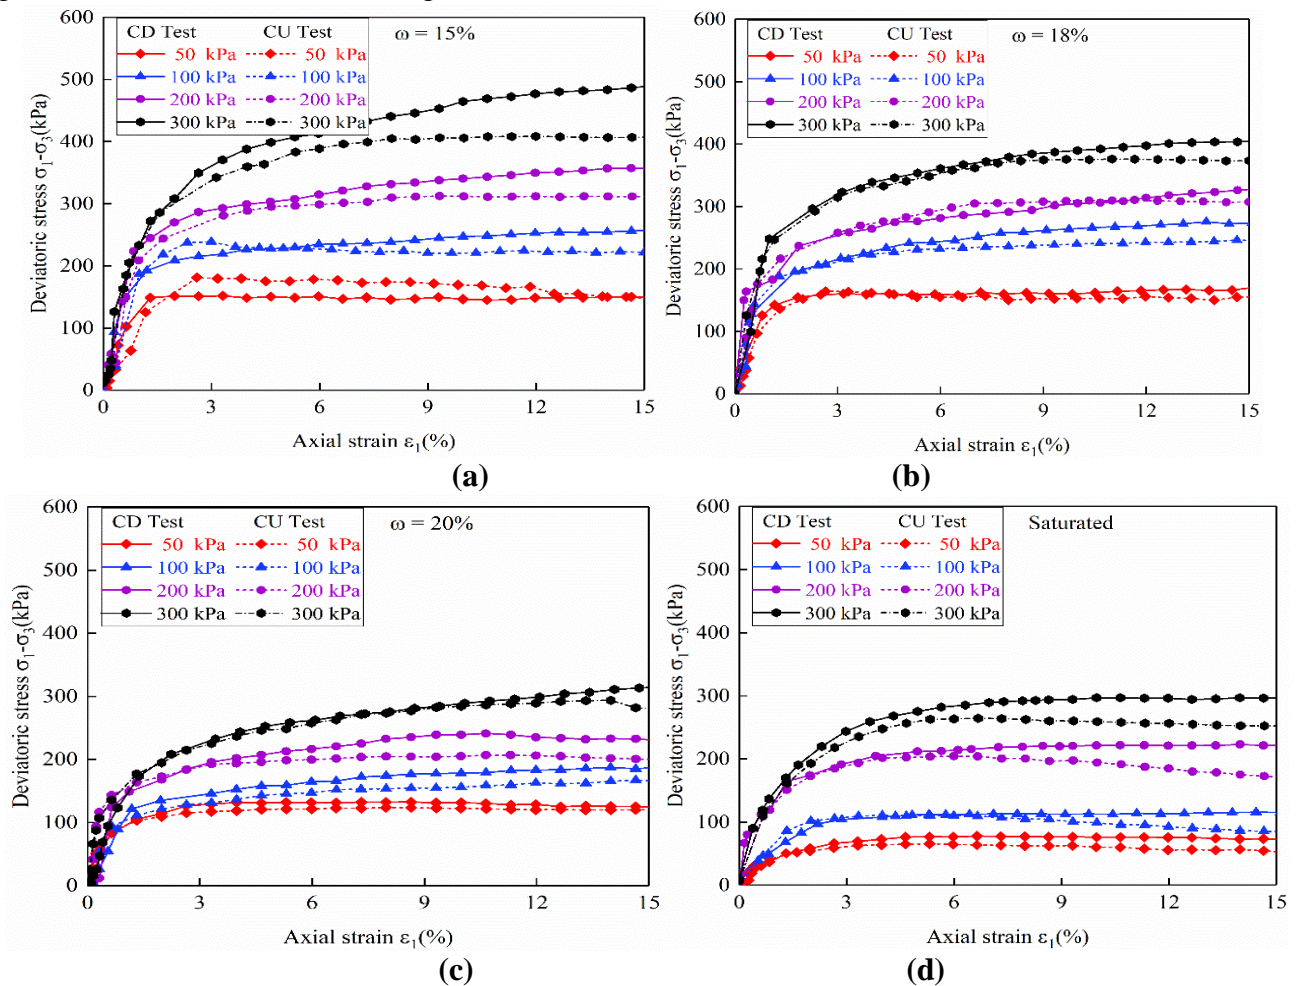 600
500
400
300
200
100
0
Deviatoric stress σ1-σ3(kPa)
CD Test CU Test
50 kPa 50 kPa
100 kPa 100 kPa
200 kPa 200 kPa
300 kPa 300 kPa
ω = 15%
0 3 6 9 12 15
Axial strain ε1(%)
(a)
600
500
400
300
200
100
0
Deviatoric stress σ1-σ3(kPa)
CD Test CU Test
50 kPa 50 kPa
100 kPa 100 kPa
200 kPa 200 kPa
300 kPa 300 kPa
ω = 18%
0 3 6 9 12 15
Axial strain ε1(%)
(b)
600
500
400
300
200
100
0
Deviatoric stress σ1-σ3(kPa)
CD Test CU Test
50 kPa 50 kPa
100 kPa 100 kPa
200 kPa 200 kPa
300 kPa 300 kPa
ω = 20%
0 3 6 9 12 15
Axial strain ε1(%)
(c)
600
500
400
300
200
100
0
Deviatoric stress σ1-σ3(kPa)
CD Test CU Test
50 kPa 50 kPa
100 kPa 100 kPa
200 kPa 200 kPa
300 kPa 300 kPa
Saturated
0 3 6 9 12 15
Axial strain ε1(%)
(d)